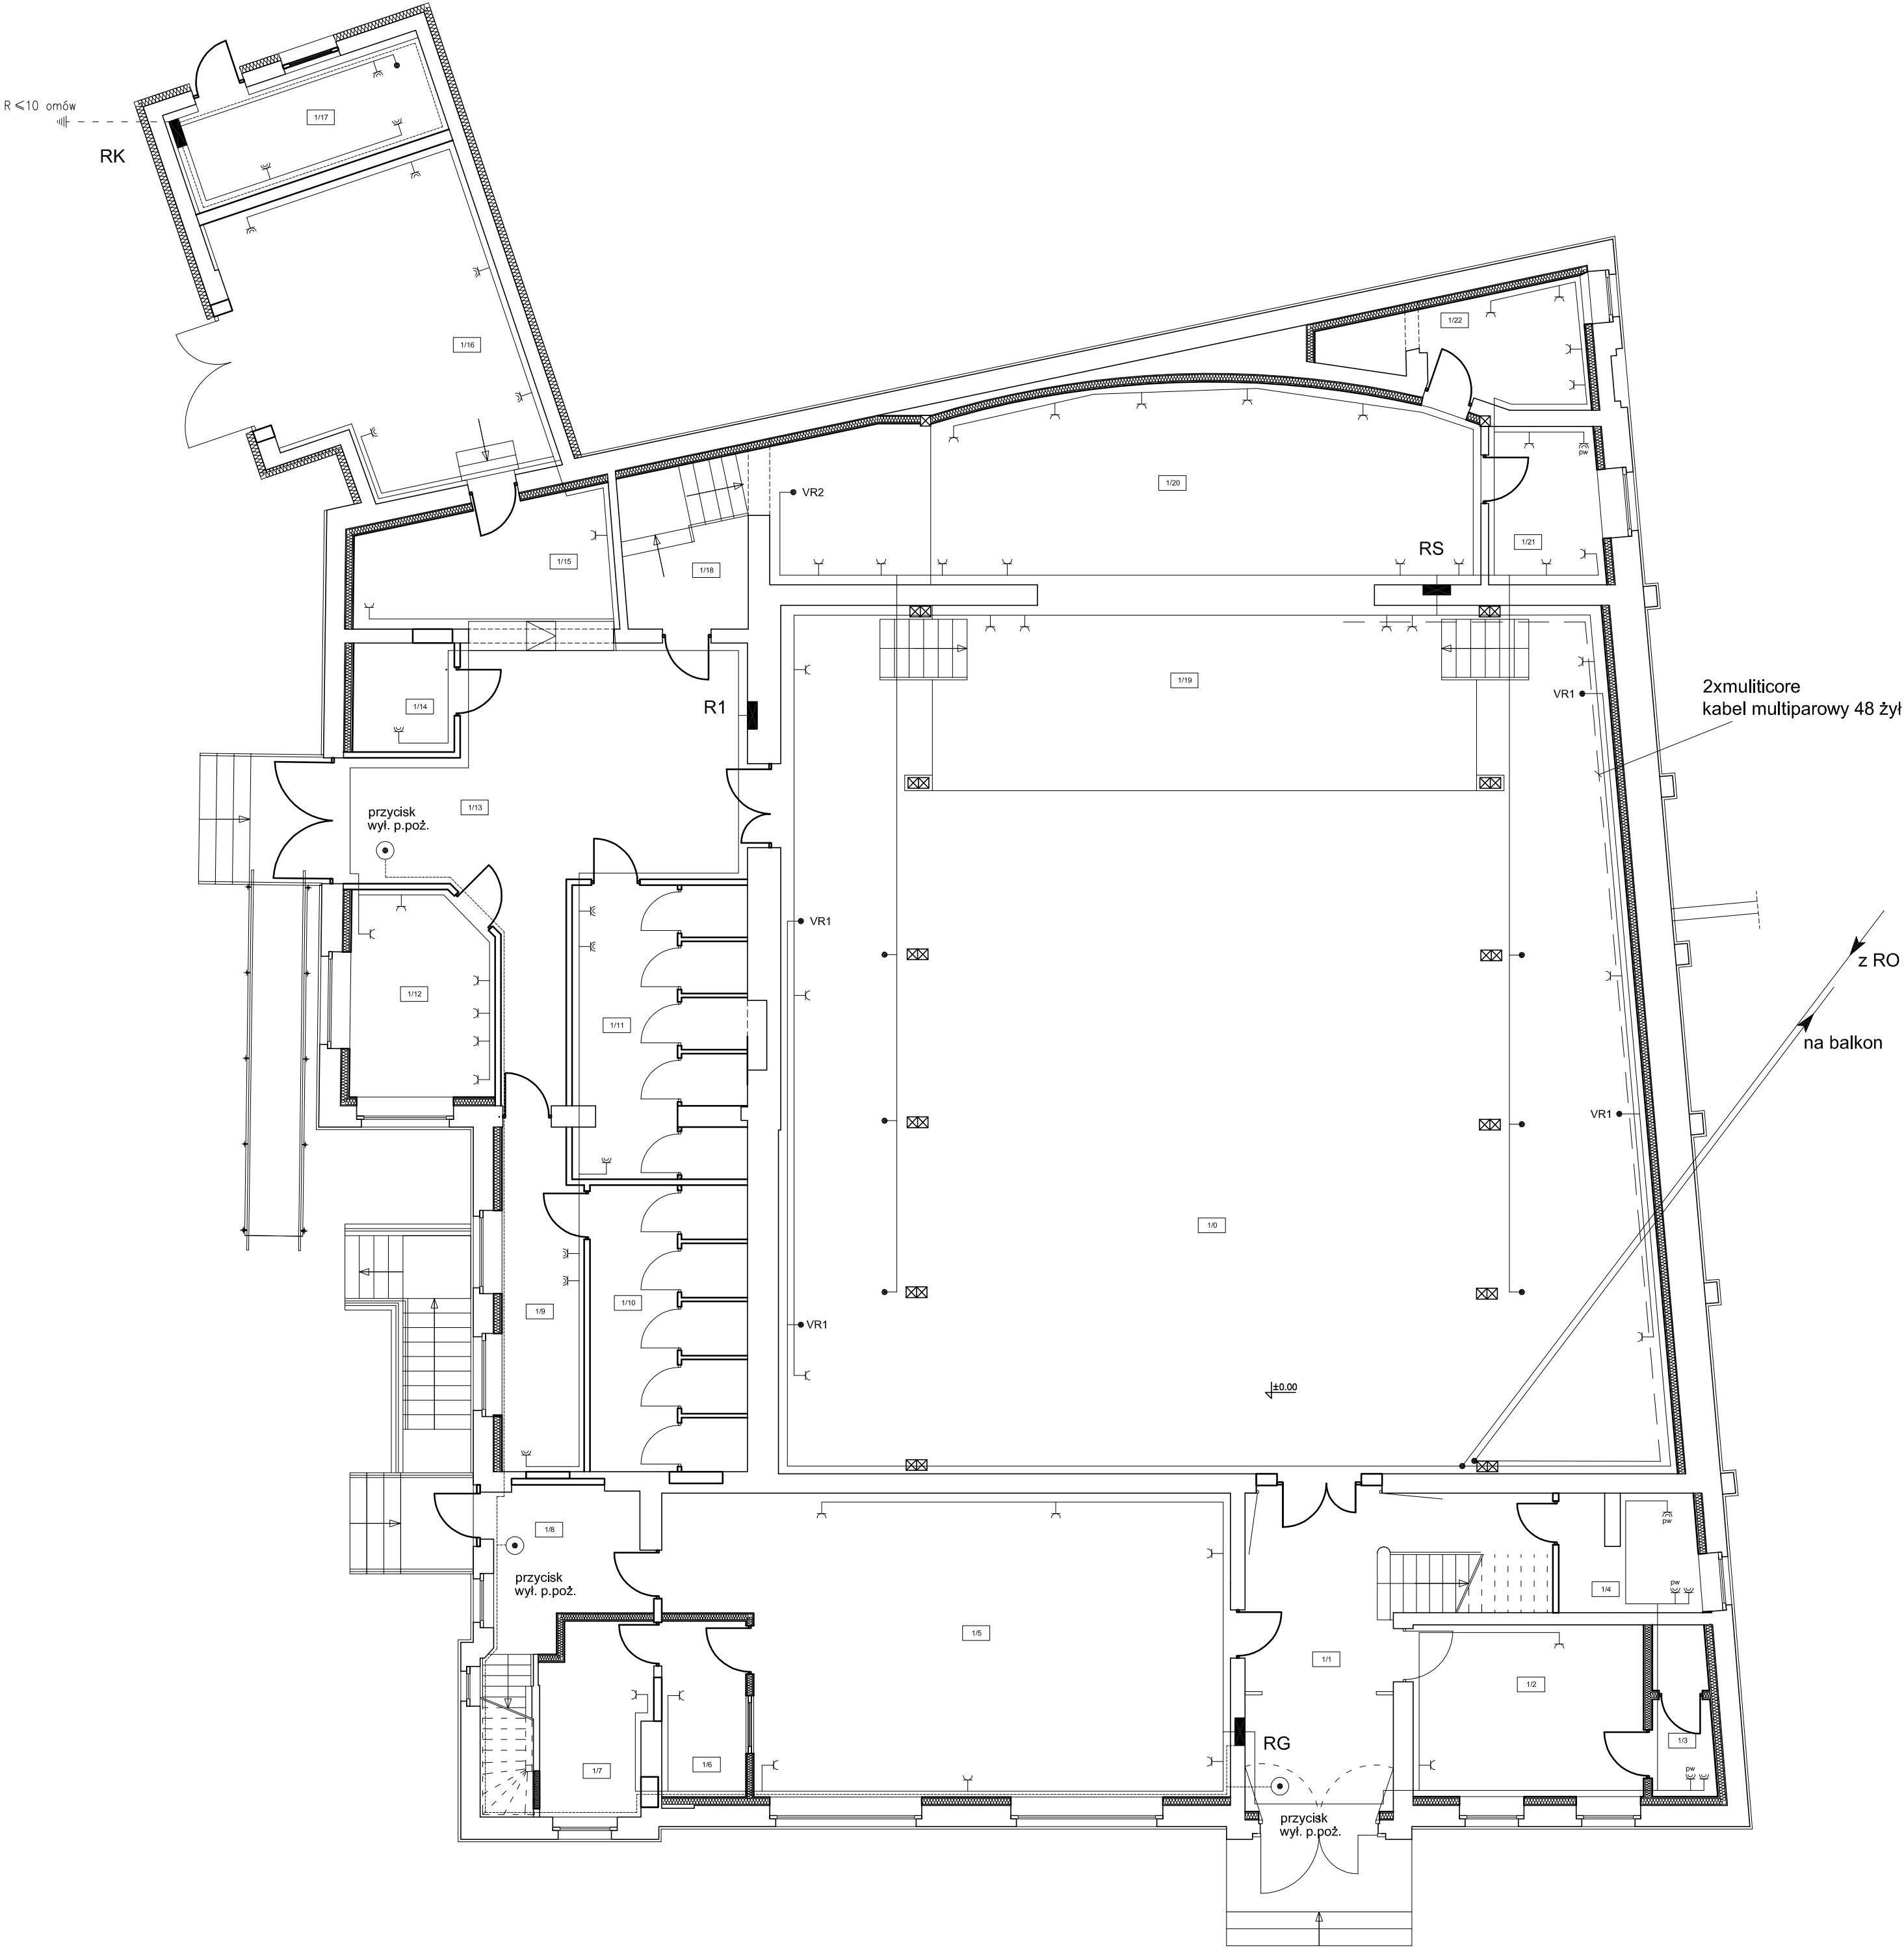 R ≤10 omów
RK
1/17
1/16
1/22
pw
VR2
1/20
RS
1/21
1/15
1/18
1/14
R1
1/19
VR1
2xmuliticore
kabel multiparowy 48 żył
1/13
przycisk
wył. p.poż.
VR1
z RO
1/12
1/11
na balkon
VR1
1/0
1/9
1/10
VR1
±0.00
1/8
pw
przycisk
wył. p.poż.
1/4
pw
1/5
1/1
1/2
1/3
RG
1/7
1/6
pw
przycisk
wył. p.poż.